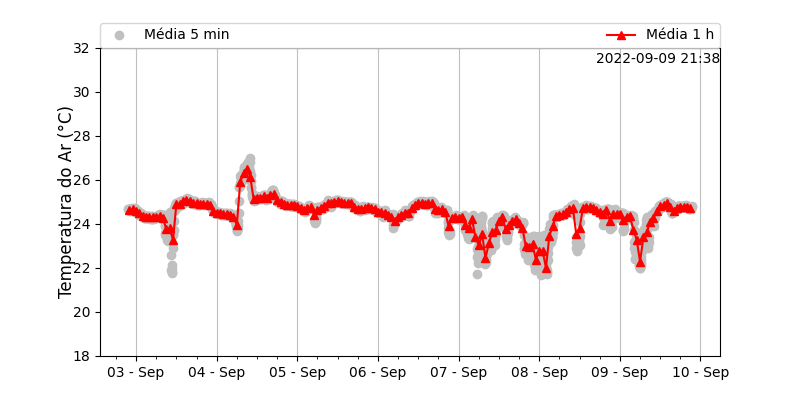 Média 5 min
Média 1 h
2022-09-09 21:38
Temperatura do Ar (°C)
32
30
28
26
24
22
20
18
03 - Sep
04 - Sep
05 - Sep
06 - Sep
07 - Sep
08 - Sep
09 - Sep
10 - Sep